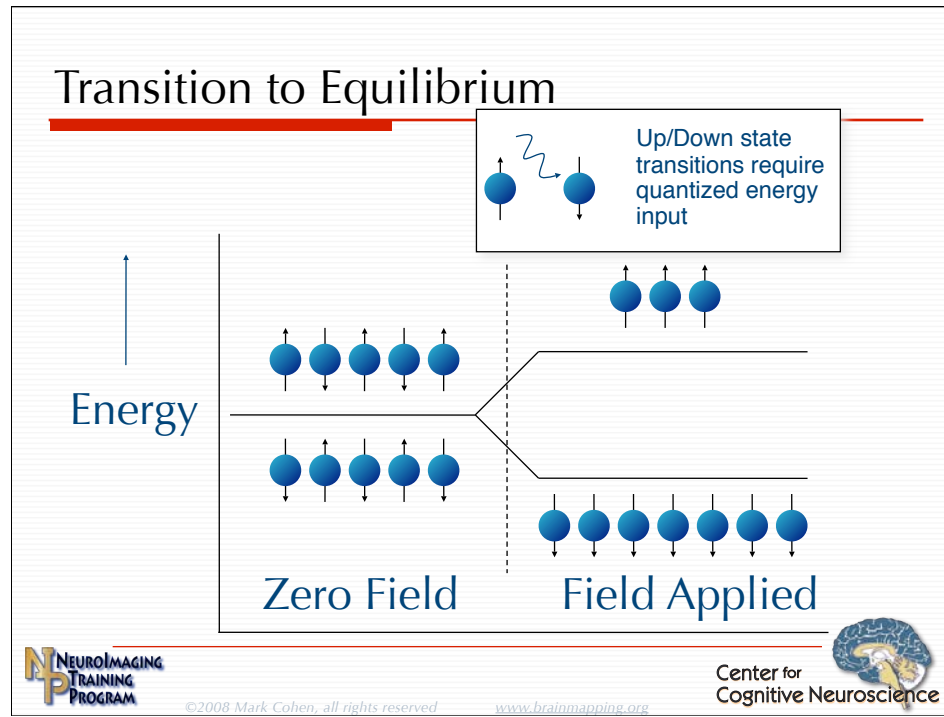 Transition to Equilibrium
Up/Down state
transitions require
quantized energy
input
Energy
Zero Field
Field Applied
NEUROIMAGING
TRAINING
PROGRAM
©2008 Mark Cohen, all rights reserved
www.brainmapping.org
Center for
Cognitive Neuroscience